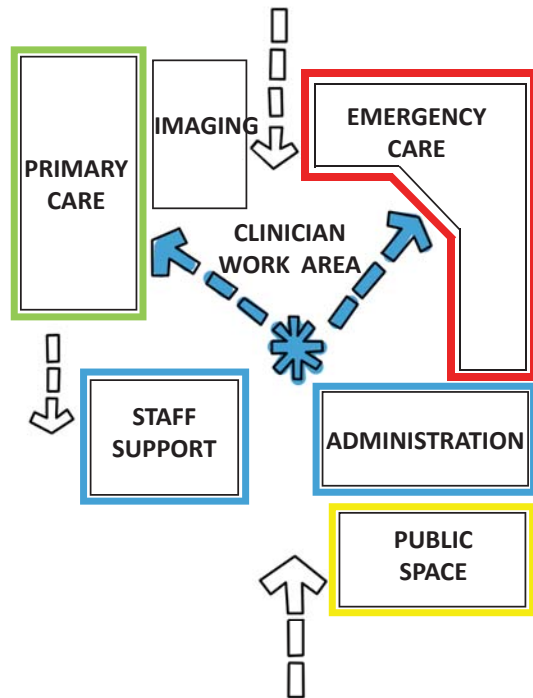 IMAGING
EMERGENCY
CARE
PRIMARY
CARE
CLINICIAN
WORK AREA
STAFF
SUPPORT
ADMINISTRATION
PUBLIC
SPACE